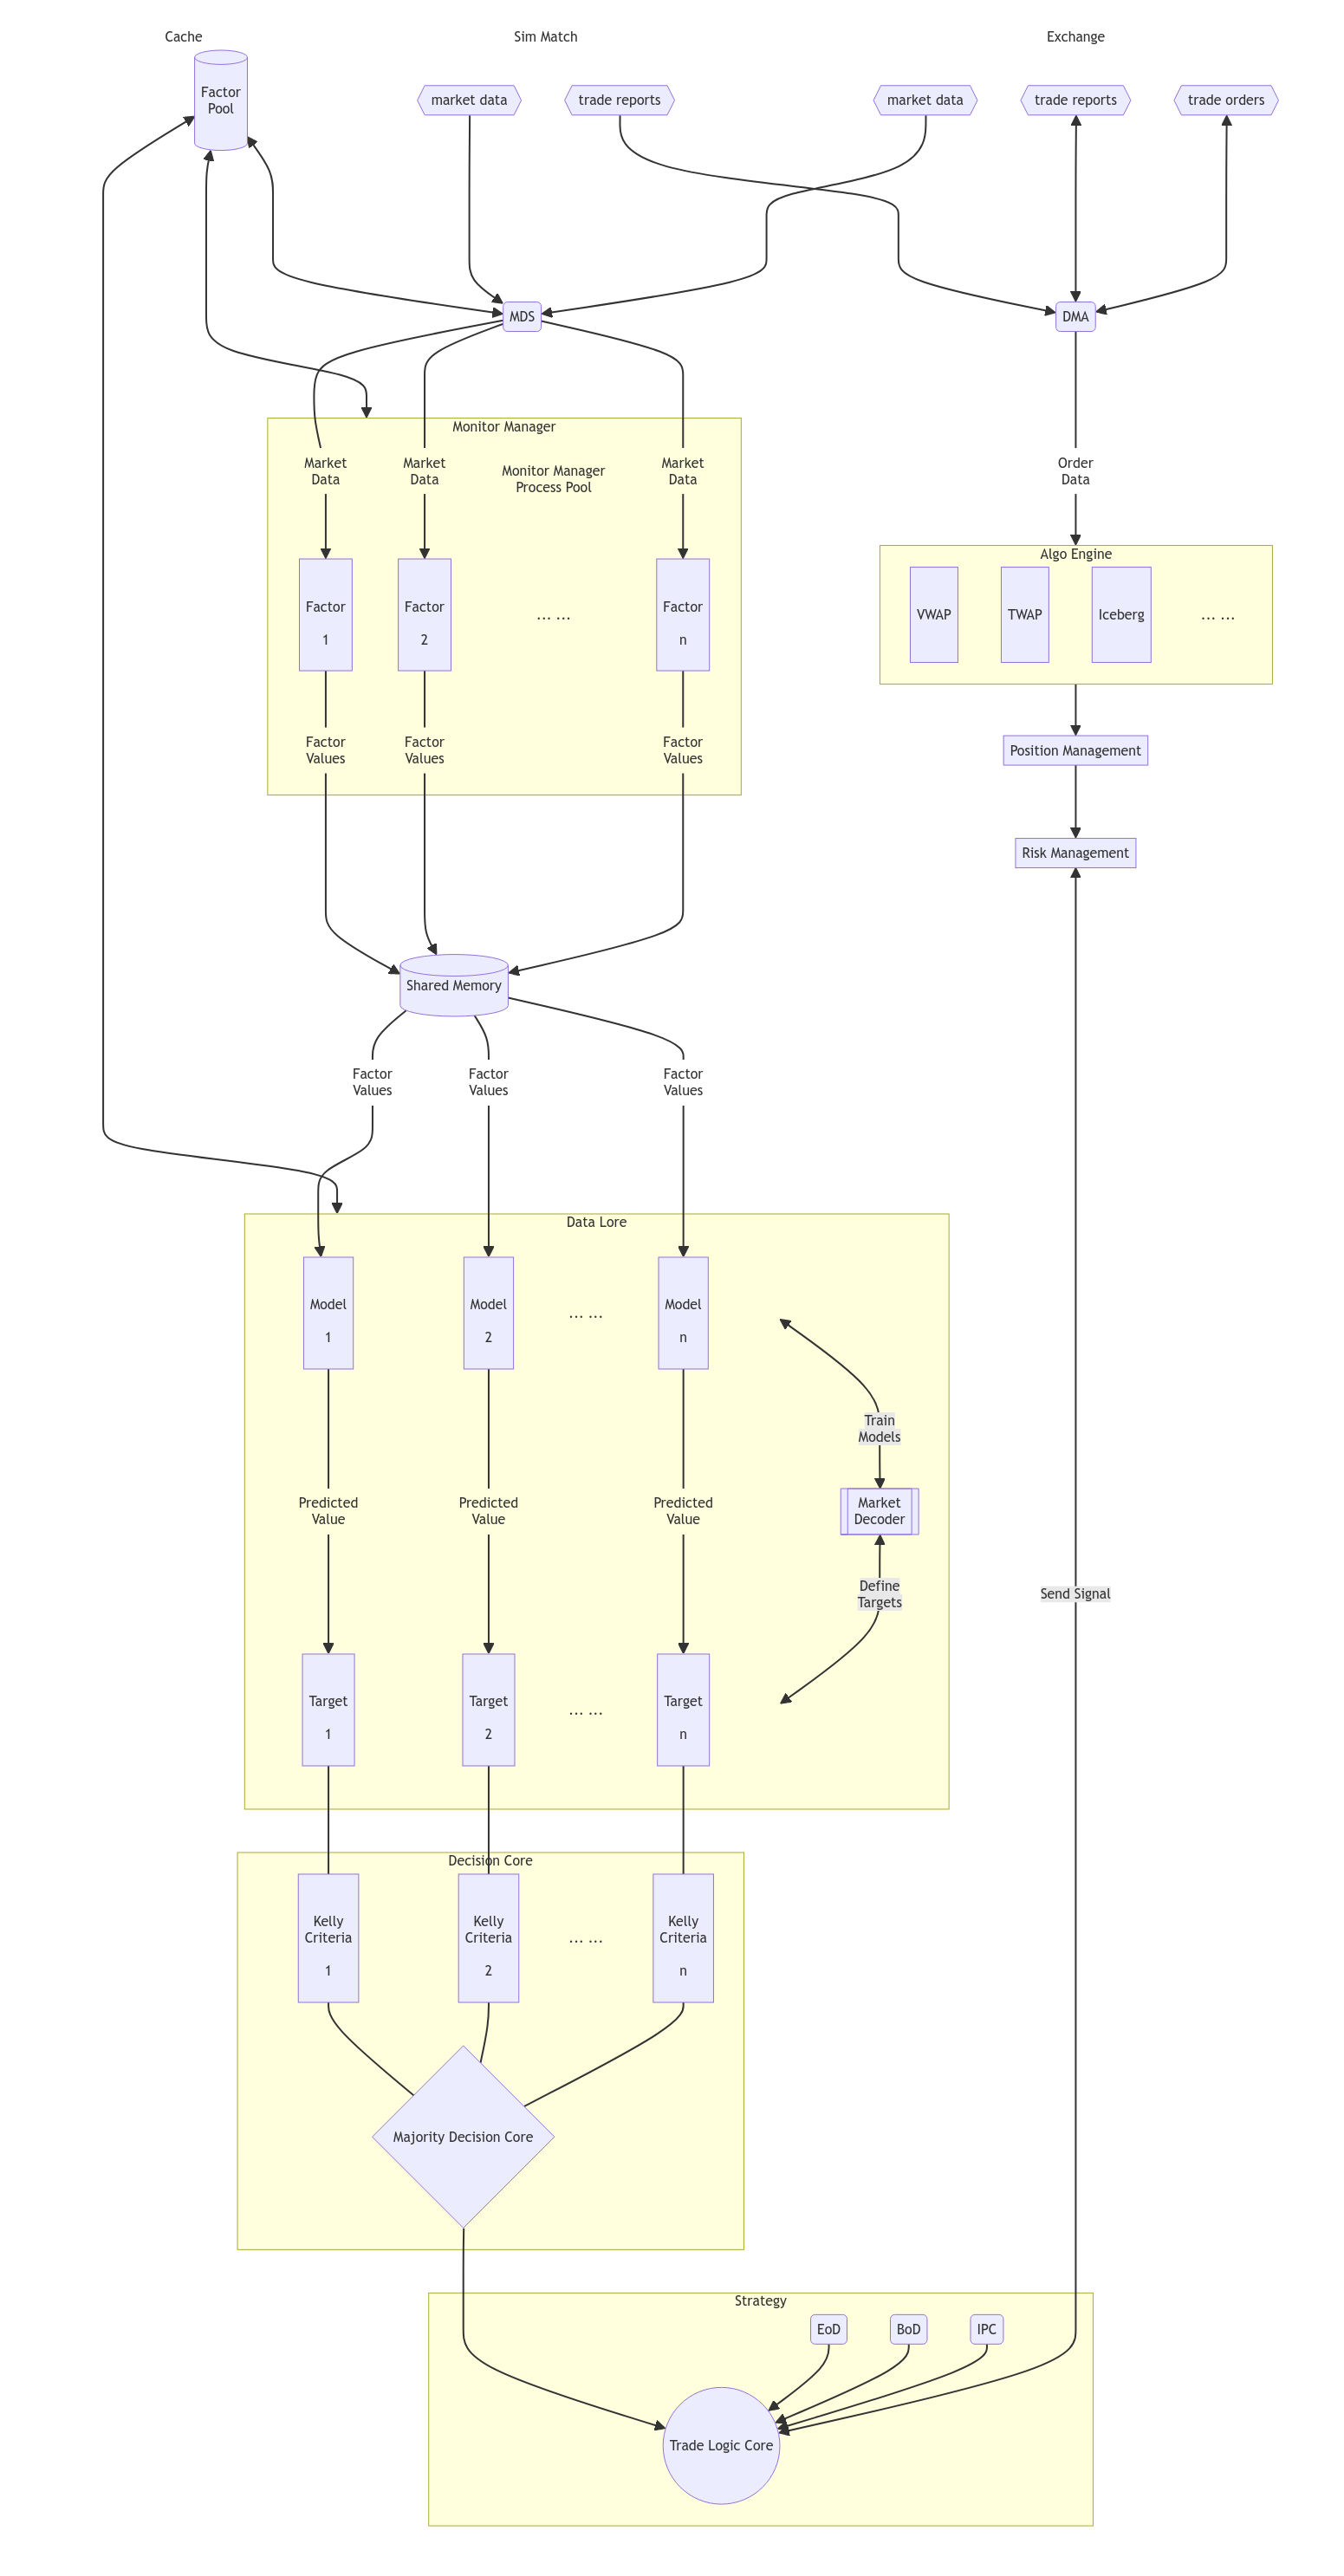 Cache
Sim Match
Exchange
Factor
Pool
market data
trade reports
market data
trade reports
trade orders
MDS
DMA
Monitor Manager
Market
Data
Market
Data
Monitor Manager
Process Pool
Market
Data
Order
Data
Algo Engine
Factor
1
Factor
2
... ...
Factor
n
VWAP
TWAP
Iceberg
... ...
Factor
Values
Factor
Values
Factor
Values
Position Management
Risk Management
Shared Memory
Factor
Values
Factor
Values
Factor
Values
Data Lore
Model
1
Model
2
... ...
Model
n
Train
Models
Predicted
Value
Predicted
Value
Predicted
Value
Market
Decoder
Define
Targets
Send Signal
Target
1
Target
2
... ...
Target
n
Decision Core
Kelly
Criteria
1
Kelly
Criteria
2
... ...
Kelly
Criteria
n
Majority Decision Core
Strategy
EoD
BoD
IPC
Trade Logic Core